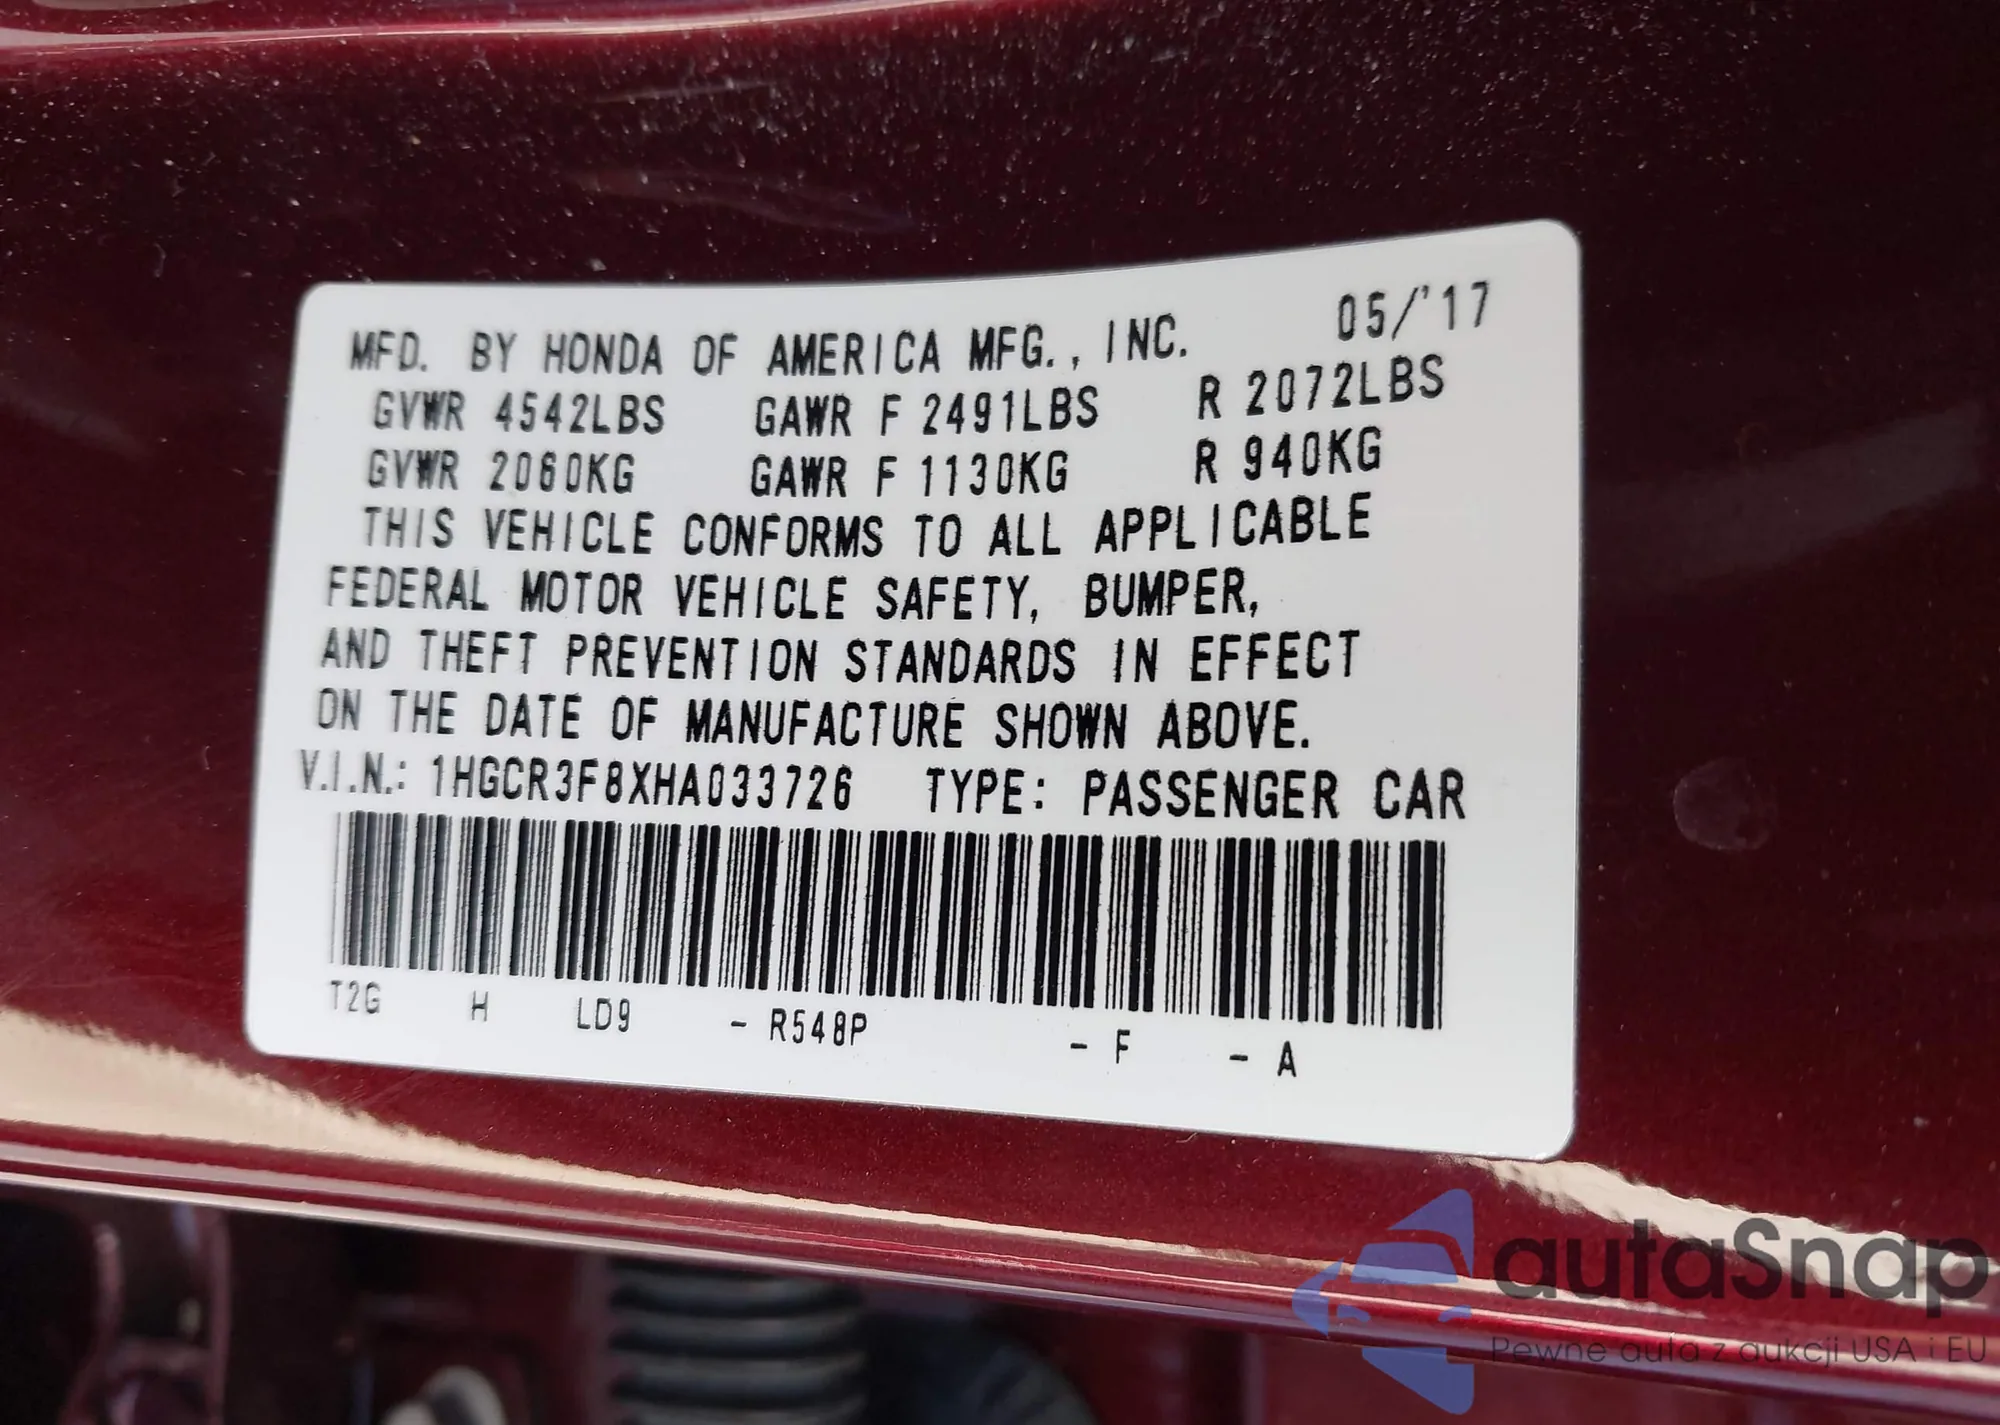 MFD. BY HONDA OF AMERICA MFG., INC. 05/'17
GVWR 4542LBS GAWR F 2491LBS R 2072LBS
GVWR 2060KG GAWR F 1130KG R 940KG
THIS VEHICLE CONFORMS TO ALL APPLICABLE
FEDERAL MOTOR VEHICLE SAFETY, BUMPER,
AND THEFT PREVENTION STANDARDS IN EFFECT
ON THE DATE OF MANUFACTURE SHOWN ABOVE.
V.I.N.: 1HGCR3F8XHA033726 TYPE: PASSENGER CAR
T2G H LD9 - R548P - F - A
autaSnap
Pewne auta z aukcji USA i EU